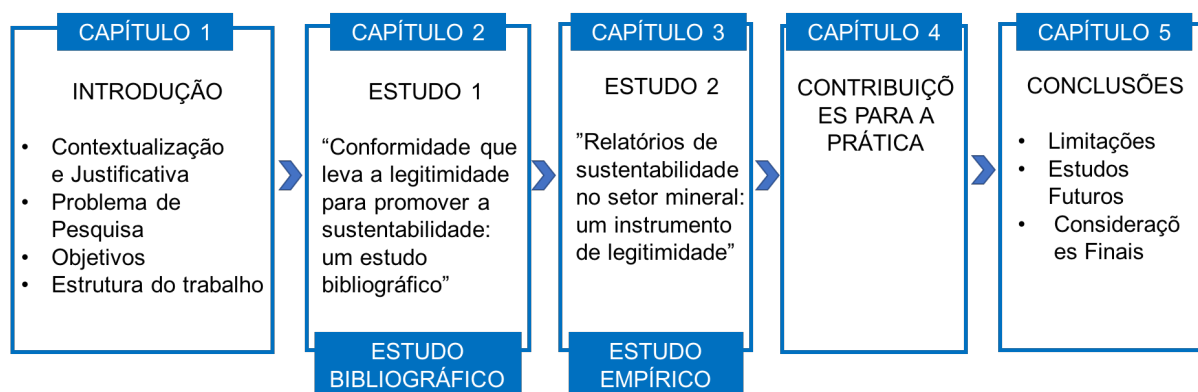 CAPÍTULO 1
INTRODUÇÃO
• Contextualização
e Justificativa
• Problema de
Pesquisa
• Objetivos
• Estrutura do trabalho
CAPÍTULO 2
ESTUDO 1
“Conformidade que
leva a legitimidade
para promover a
sustentabilidade:
um estudo
bibliográfico”
ESTUDO
BIBLIOGRÁFICO
CAPÍTULO 3
ESTUDO 2
”Relatórios de
sustentabilidade
no setor mineral:
um instrumento
de legitimidade”
ESTUDO
EMPÍRICO
CAPÍTULO 4
CONTRIBUIÇÕ
ES PARA A
PRÁTICA
CAPÍTULO 5
CONCLUSÕES
• Limitações
• Estudos
Futuros
• Consideraçõ
es Finais